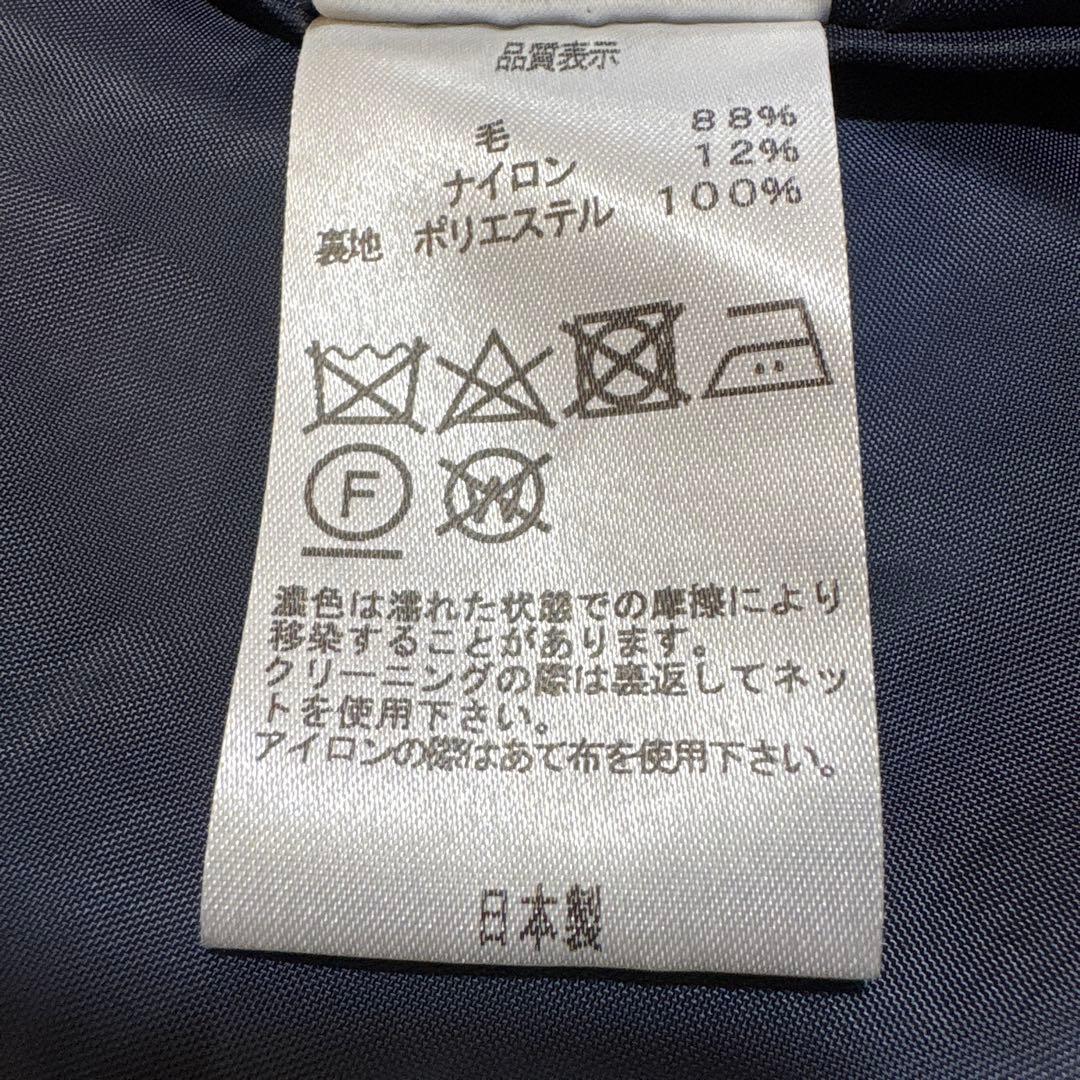 品質表示
毛 88%
ナイロン 12%
裏地 ポリエステル 100%
F
W
濃色は濡れた状態での摩擦により
移染することがあります。
クリーニングの際は裏返してネッ
トを使用下さい。
アイロンの際はあて布を使用下さい。
日本製